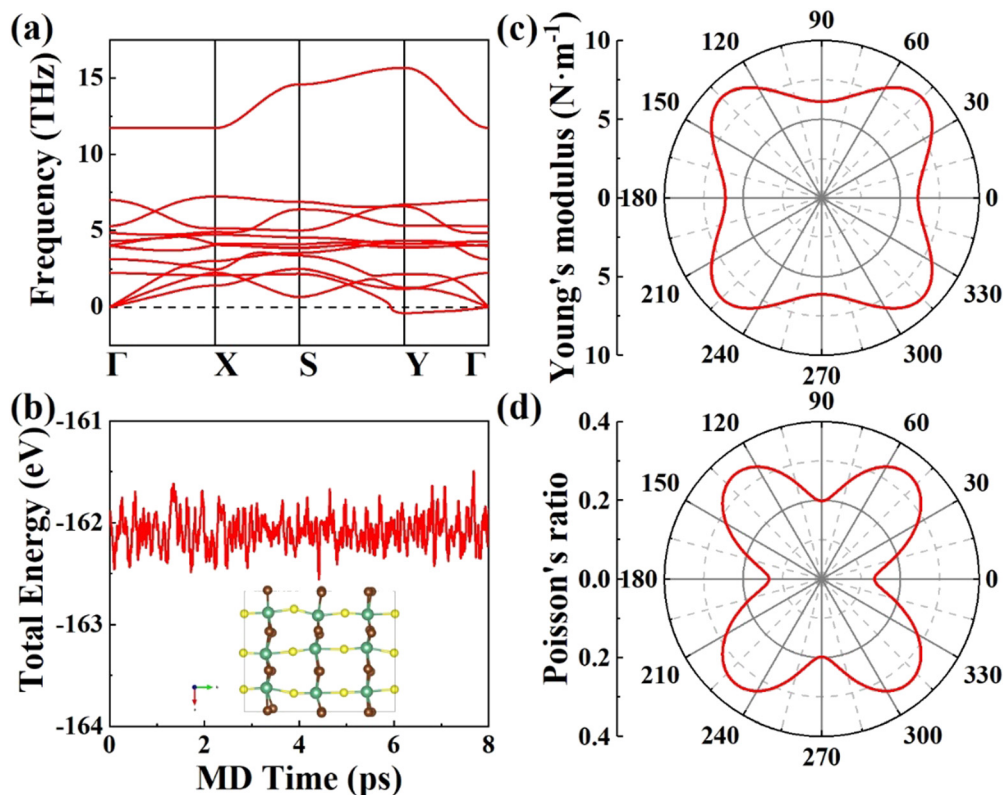 (a)
Frequency (THz)
15
10
5
0
Γ X S Y Γ
(b)
Total Energy (eV)
-161
-162
-163
-164
0 2 4 6 8
MD Time (ps)
(c)
Young's modulus (N·m⁻¹)
10
5
0
5
10
90
120 60
150 30
180 0
210 330
240 300
270
(d)
Poisson's ratio
0.4
0.2
0.0
0.2
0.4
90
120 60
150 30
180 0
210 330
240 300
270